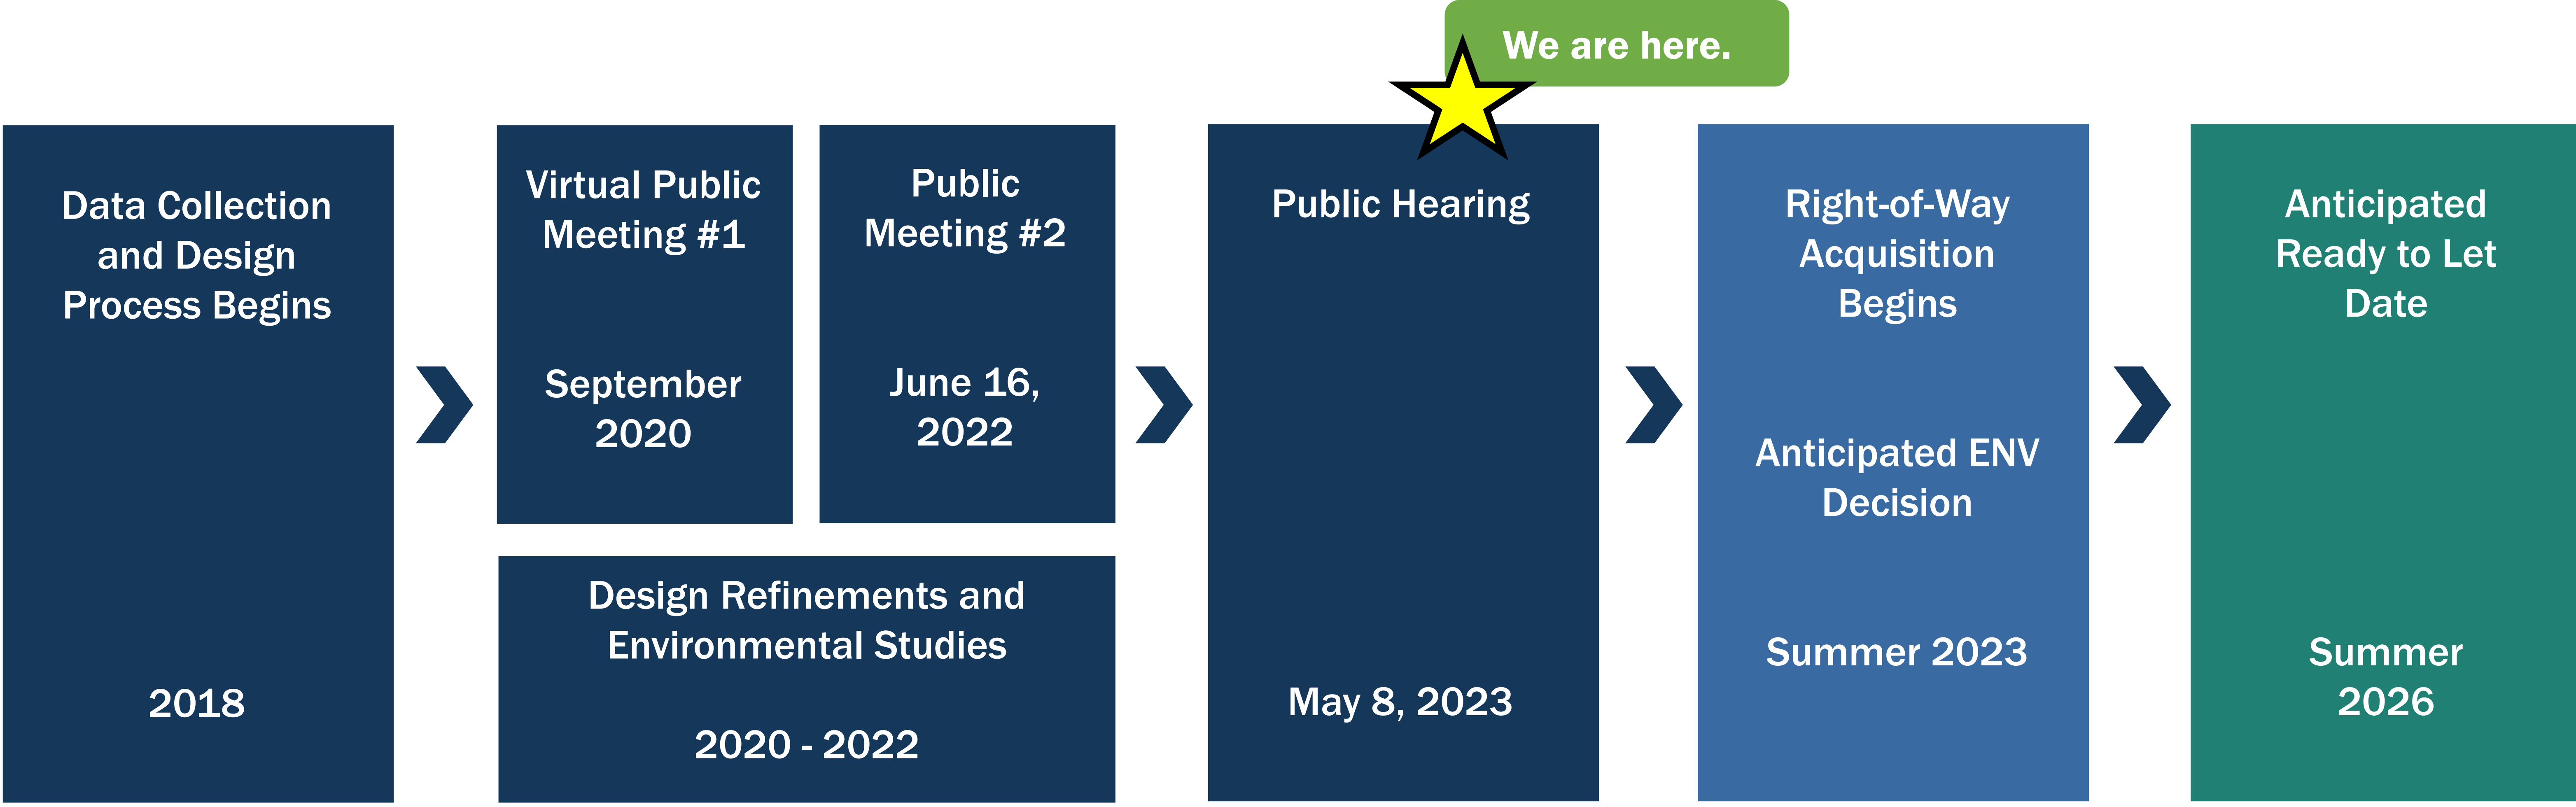 We are here.
Data Collection
and Design
Process Begins
2018
Virtual Public
Meeting #1
September
2020
Public
Meeting #2
June 16,
2022
Design Refinements and
Environmental Studies
2020 - 2022
Public Hearing
May 8, 2023
Right-of-Way
Acquisition
Begins
Anticipated ENV
Decision
Summer 2023
Anticipated
Ready to Let
Date
Summer
2026